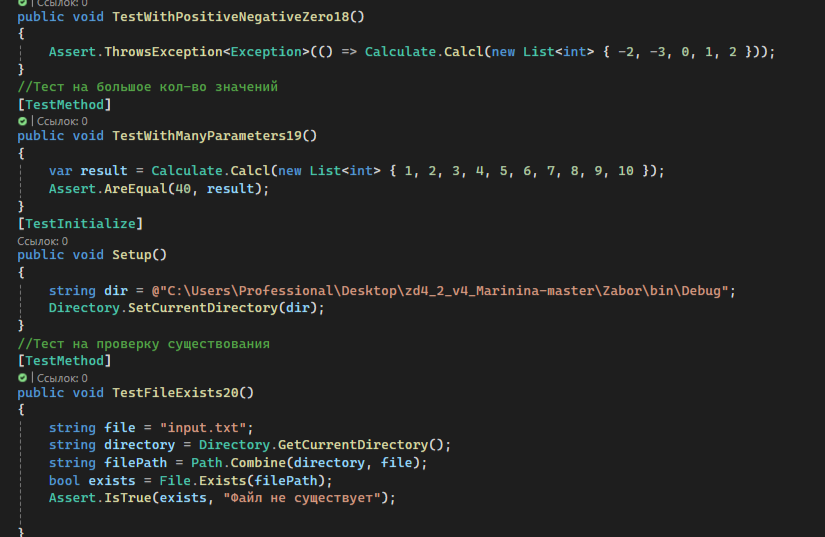 | Ссылок: 0
public void TestWithPositiveNegativeZero18()
{
Assert.ThrowsException<Exception>(() => Calculate.Calcl(new List<int> { -2, -3, 0, 1, 2 }));
}
//Тест на большое кол-во значений
[TestMethod]
| Ссылок: 0
public void TestWithManyParameters19()
{
var result = Calculate.Calcl(new List<int> { 1, 2, 3, 4, 5, 6, 7, 8, 9, 10 });
Assert.AreEqual(40, result);
}
[TestInitialize]
Ссылок: 0
public void Setup()
{
string dir = @"C:\Users\Professional\Desktop\zd4_2_v4_Marinina-master\Zabor\bin\Debug";
Directory.SetCurrentDirectory(dir);
}
//Тест на проверку существования
[TestMethod]
| Ссылок: 0
public void TestFileExists20()
{
string file = "input.txt";
string directory = Directory.GetCurrentDirectory();
string filePath = Path.Combine(directory, file);
bool exists = File.Exists(filePath);
Assert.IsTrue(exists, "Файл не существует");
}